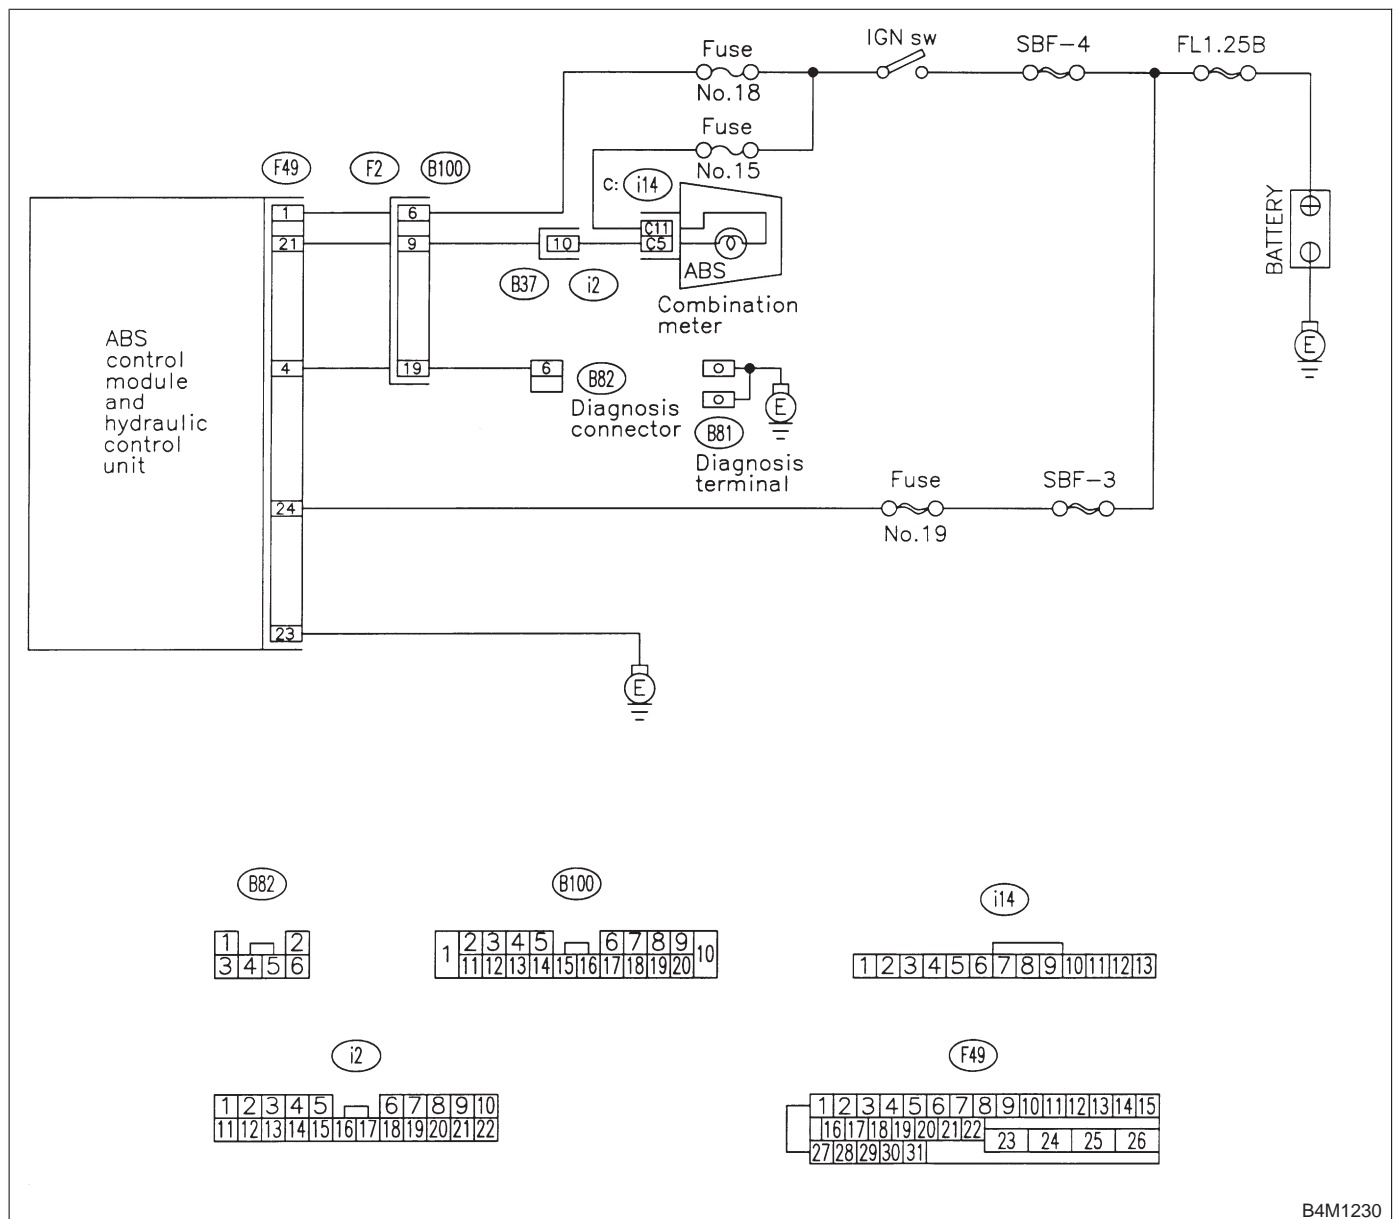 IGN sw
SBF-4
FL1.25B
Fuse
No.18
Fuse
No.15
F49
F2
B100
c: i14
1
6
C11
21
9
10
C5
ABS
B37
i2
Combination
meter
BATTERY
E
ABS
control
module
and
hydraulic
control
unit
4
19
6
B82
Diagnosis
connector
E
B81
Diagnosis
terminal
Fuse
No.19
SBF-3
24
23
E
B82
1 2
3 4 5 6
B100
1 2 3 4 5 6 7 8 9 10
11 12 13 14 15 16 17 18 19 20
i14
1 2 3 4 5 6 7 8 9 10 11 12 13
i2
1 2 3 4 5 6 7 8 9 10
11 12 13 14 15 16 17 18 19 20 21 22
F49
1 2 3 4 5 6 7 8 9 10 11 12 13 14 15
16 17 18 19 20 21 22 23 24 25 26
27 28 29 30 31
B4M1230